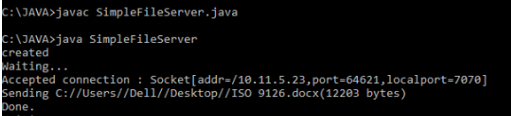 C:\JAVA>javac SimpleFileServer.java
C:\JAVA>java SimpleFileServer
created
Waiting...
Accepted connection : Socket[addr=/10.11.5.23,port=64621,localport=7070]
Sending C://Users//Dell//Desktop//ISO 9126.docx(12203 bytes)
Done.